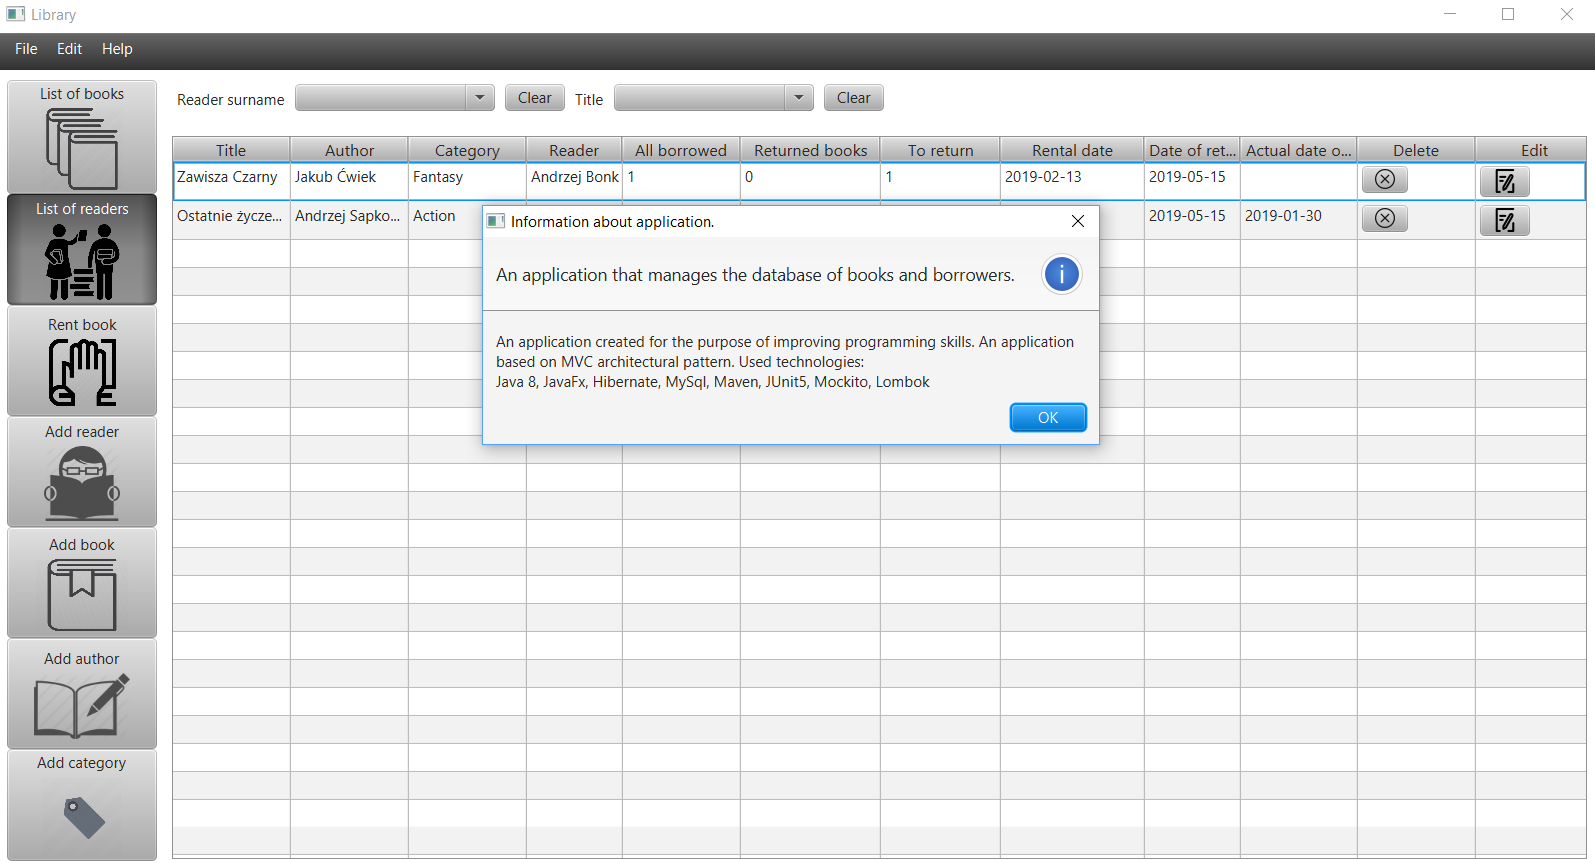 Library
File Edit Help
List of books
List of readers
Rent book
Add reader
Add book
Add author
Add category
Reader surname Clear Title Clear
Title Author Category Reader All borrowed Returned books To return Rental date Date of ret... Actual date o... Delete Edit
Zawisza Czarny Jakub Ćwiek Fantasy Andrzej Bonk 1 0 1 2019-02-13 2019-05-15
Ostatnie życze... Andrzej Sapko... Action 2019-05-15 2019-01-30
Information about application.
An application that manages the database of books and borrowers.
An application created for the purpose of improving programming skills. An application
based on MVC architectural pattern. Used technologies:
Java 8, JavaFx, Hibernate, MySql, Maven, JUnit5, Mockito, Lombok
OK